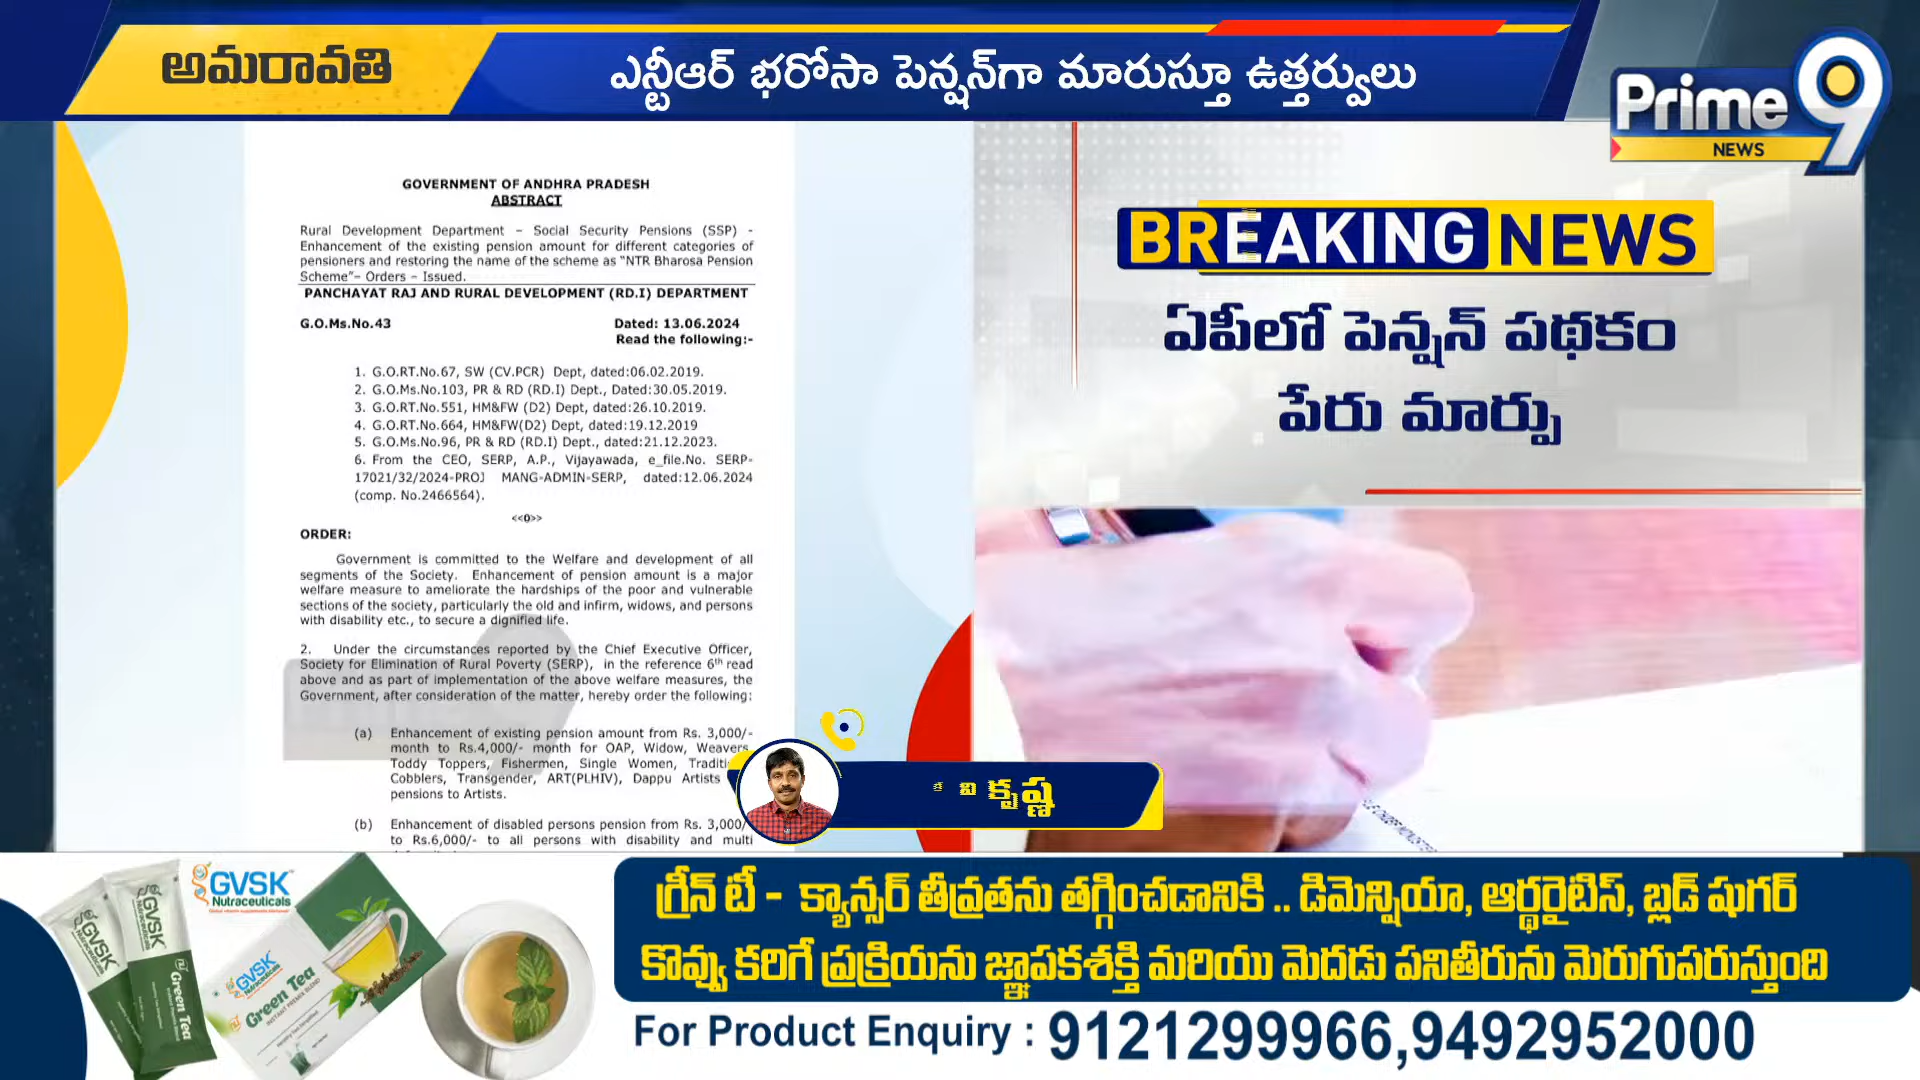 అమరావతి
ఎన్టీఆర్ భరోసా పెన్షన్‌గా మారుస్తూ ఉత్తర్వులు
Prime9
NEWS
GOVERNMENT OF ANDHRA PRADESH
ABSTRACT
Rural Development Department – Social Security Pensions (SSP) -
Enhancement of the existing pension amount for different categories of
pensioners and restoring the name of the scheme as "NTR Bharosa Pension
Scheme"– Orders – Issued.
PANCHAYAT RAJ AND RURAL DEVELOPMENT (RD.I) DEPARTMENT
G.O.Ms.No.43 Dated: 13.06.2024
Read the following:-
1. G.O.RT.No.67, SW (CV.PCR) Dept, dated:06.02.2019.
2. G.O.Ms.No.103, PR & RD (RD.I) Dept., Dated:30.05.2019.
3. G.O.RT.No.551, HM&FW (D2) Dept, dated:26.10.2019.
4. G.O.RT.No.664, HM&FW(D2) Dept, dated:19.12.2019
5. G.O.Ms.No.96, PR & RD (RD.I) Dept., dated:21.12.2023.
6. From the CEO, SERP, A.P., Vijayawada, e_file.No. SERP-
17021/32/2024-PROJ MANG-ADMIN-SERP, dated:12.06.2024
(comp. No.2466564).
<<0>>
ORDER:
Government is committed to the Welfare and development of all
segments of the Society. Enhancement of pension amount is a major
welfare measure to ameliorate the hardships of the poor and vulnerable
sections of the society, particularly the old and infirm, widows, and persons
with disability etc., to secure a dignified life.
2. Under the circumstances reported by the Chief Executive Officer,
Society for Elimination of Rural Poverty (SERP), in the reference 6th read
above and as part of implementation of the above welfare measures, the
Government, after consideration of the matter, hereby order the following:
(a) Enhancement of existing pension amount from Rs. 3,000/-
month to Rs.4,000/- month for OAP, Widow, Weavers,
Toddy Toppers, Fishermen, Single Women,
Cobblers, Transgender, ART(PLHIV), Dappu Artists
pensions to Artists.
(b) Enhancement of disabled persons pension from Rs. 3,000/
to Rs.6,000/- to all persons with disability and multi
BREAKING NEWS
ఏపీలో పెన్షన్ పథకం
పేరు మార్పు
కృష్ణ
GVSK
Nutraceuticals
GVSK
Green Tea
GVSK
GVSK
Nutraceuticals
Green Tea
INSTANT PREMIX BLEND
గ్రీన్ టీ - క్యాన్సర్ తీవ్రతను తగ్గించడానికి .. డిమెన్షియా, ఆర్థరైటిస్, బ్లడ్ షుగర్
కొవ్వు కరిగే ప్రక్రియను జ్ఞాపకశక్తి మరియు మెదడు పనితీరును మెరుగుపరుస్తుంది
For Product Enquiry : 9121299966,9492952000